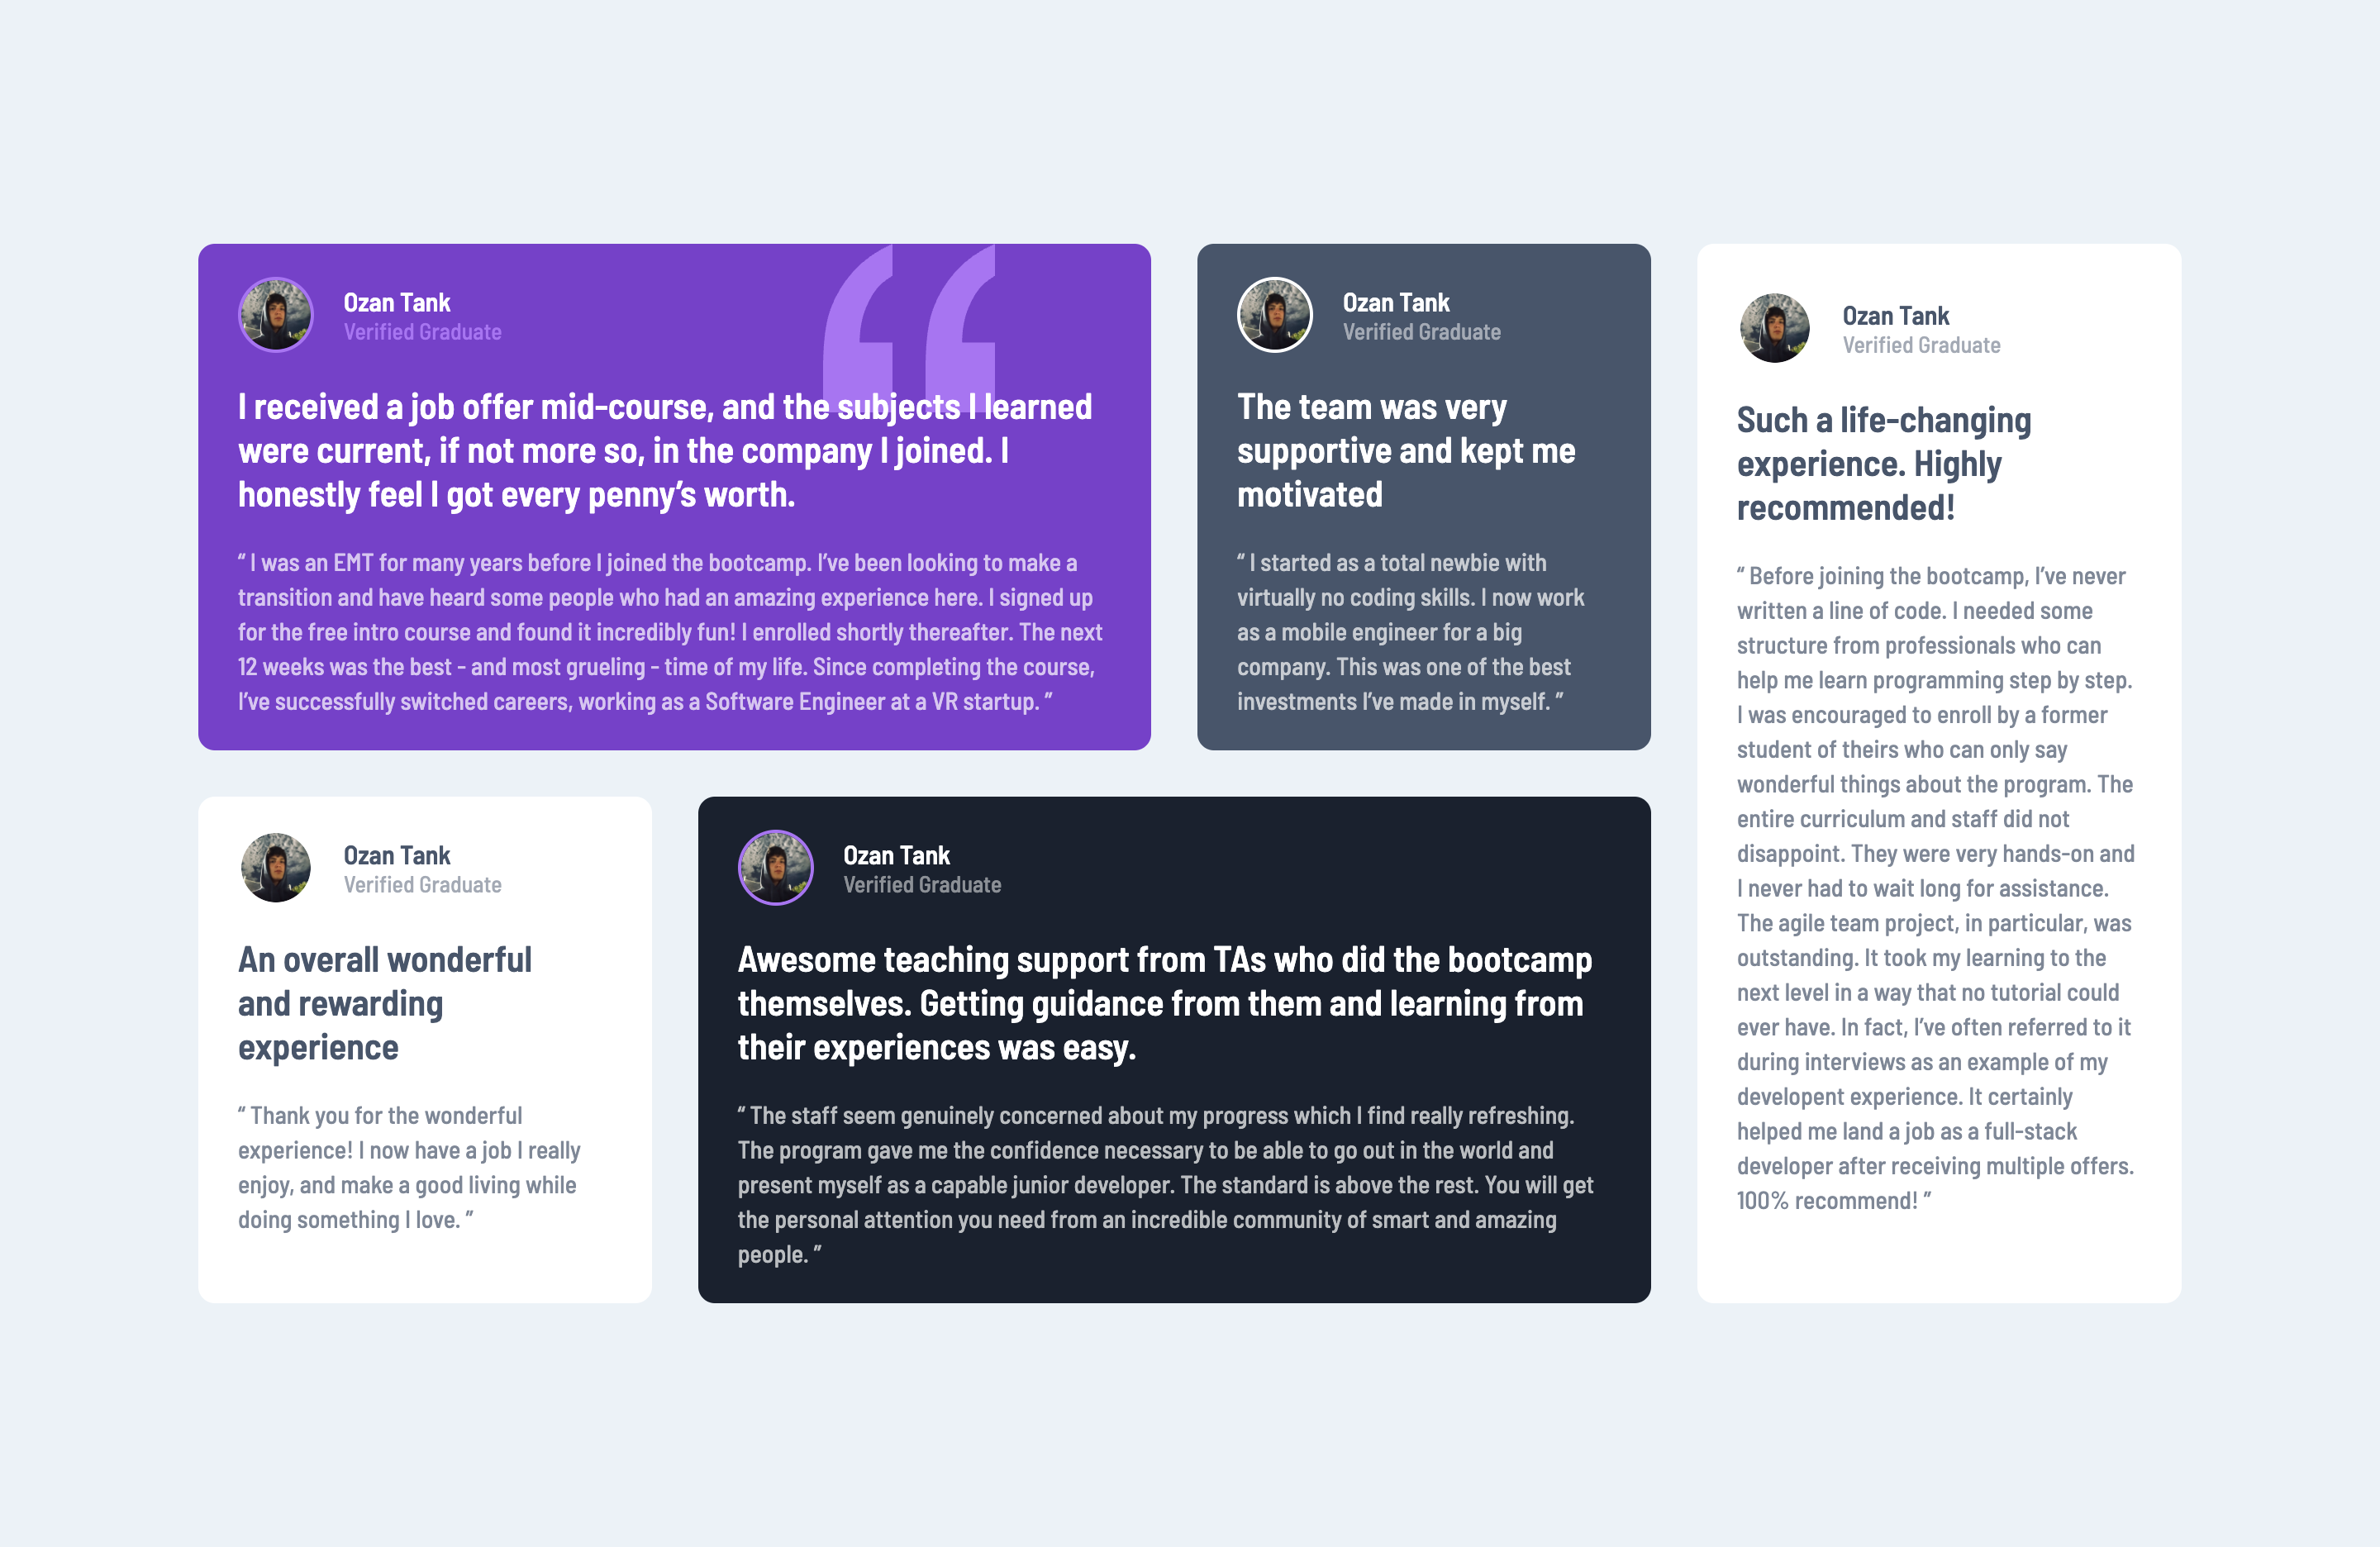 Ozan Tank
Verified Graduate
I received a job offer mid-course, and the subjects I learned
were current, if not more so, in the company I joined. I
honestly feel I got every penny’s worth.
“ I was an EMT for many years before I joined the bootcamp. I’ve been looking to make a
transition and have heard some people who had an amazing experience here. I signed up
for the free intro course and found it incredibly fun! I enrolled shortly thereafter. The next
12 weeks was the best - and most grueling - time of my life. Since completing the course,
I’ve successfully switched careers, working as a Software Engineer at a VR startup. ”
Ozan Tank
Verified Graduate
The team was very
supportive and kept me
motivated
“ I started as a total newbie with
virtually no coding skills. I now work
as a mobile engineer for a big
company. This was one of the best
investments I’ve made in myself. ”
Ozan Tank
Verified Graduate
Such a life-changing
experience. Highly
recommended!
“ Before joining the bootcamp, I’ve never
written a line of code. I needed some
structure from professionals who can
help me learn programming step by step.
I was encouraged to enroll by a former
student of theirs who can only say
wonderful things about the program. The
entire curriculum and staff did not
disappoint. They were very hands-on and
I never had to wait long for assistance.
The agile team project, in particular, was
outstanding. It took my learning to the
next level in a way that no tutorial could
ever have. In fact, I’ve often referred to it
during interviews as an example of my
developent experience. It certainly
helped me land a job as a full-stack
developer after receiving multiple offers.
100% recommend! ”
Ozan Tank
Verified Graduate
An overall wonderful
and rewarding
experience
“ Thank you for the wonderful
experience! I now have a job I really
enjoy, and make a good living while
doing something I love. ”
Ozan Tank
Verified Graduate
Awesome teaching support from TAs who did the bootcamp
themselves. Getting guidance from them and learning from
their experiences was easy.
“ The staff seem genuinely concerned about my progress which I find really refreshing.
The program gave me the confidence necessary to be able to go out in the world and
present myself as a capable junior developer. The standard is above the rest. You will get
the personal attention you need from an incredible community of smart and amazing
people. ”